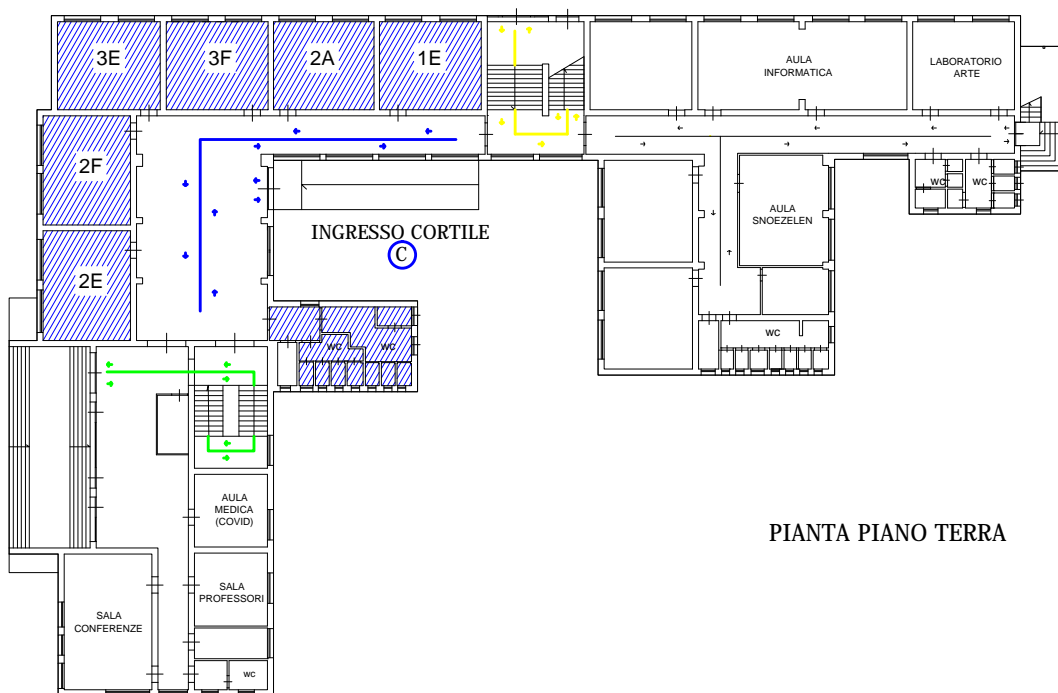 3E
3F
2A
1E
AULA
INFORMATICA
LABORATORIO
ARTE
2F
WC
WC
AULA
SNOEZELEN
INGRESSO CORTILE
C
2E
WC
WC
WC
AULA
MEDICA
(COVID)
PIANTA PIANO TERRA
SALA
PROFESSORI
SALA
CONFERENZE
WC